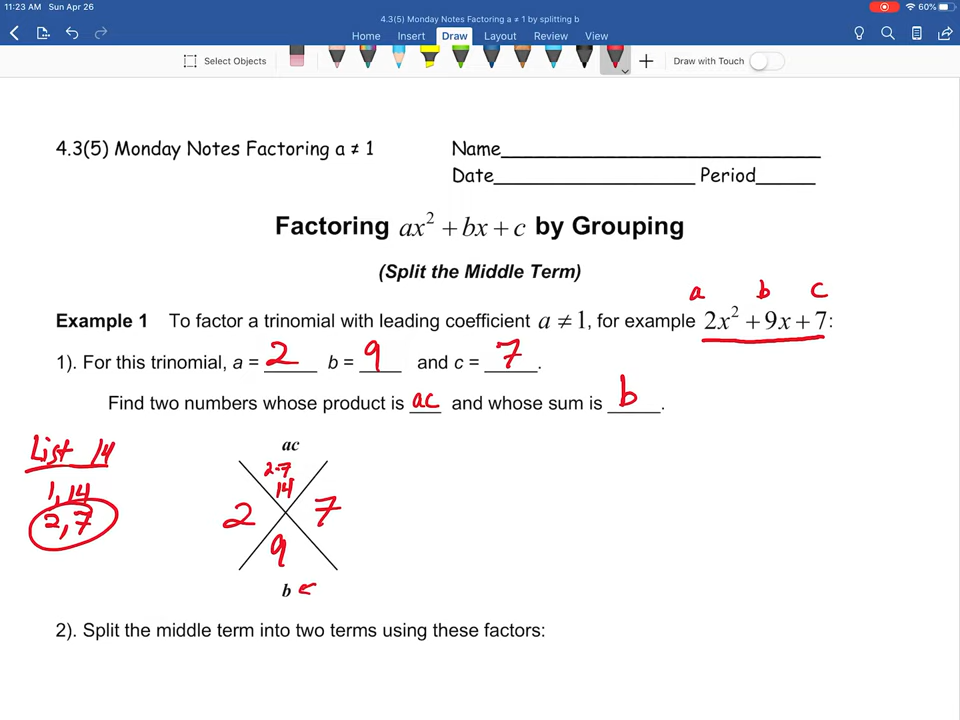 11:23 AM Sun Apr 26
60%
4.3(5) Monday Notes Factoring a ≠ 1 by splitting b
Home Insert Draw Layout Review View
Select Objects
Draw with Touch
4.3(5) Monday Notes Factoring a ≠ 1
Name____________________________
Date_________________ Period_____
Factoring ax² + bx + c by Grouping
(Split the Middle Term)
a b c
Example 1 To factor a trinomial with leading coefficient a ≠ 1, for example 2x² + 9x + 7:
1). For this trinomial, a = 2 b = 9 and c = 7.
Find two numbers whose product is ac and whose sum is b.
List 14
1, 14
2, 7
ac
2·7
14
2 7
9
b ←
2). Split the middle term into two terms using these factors: